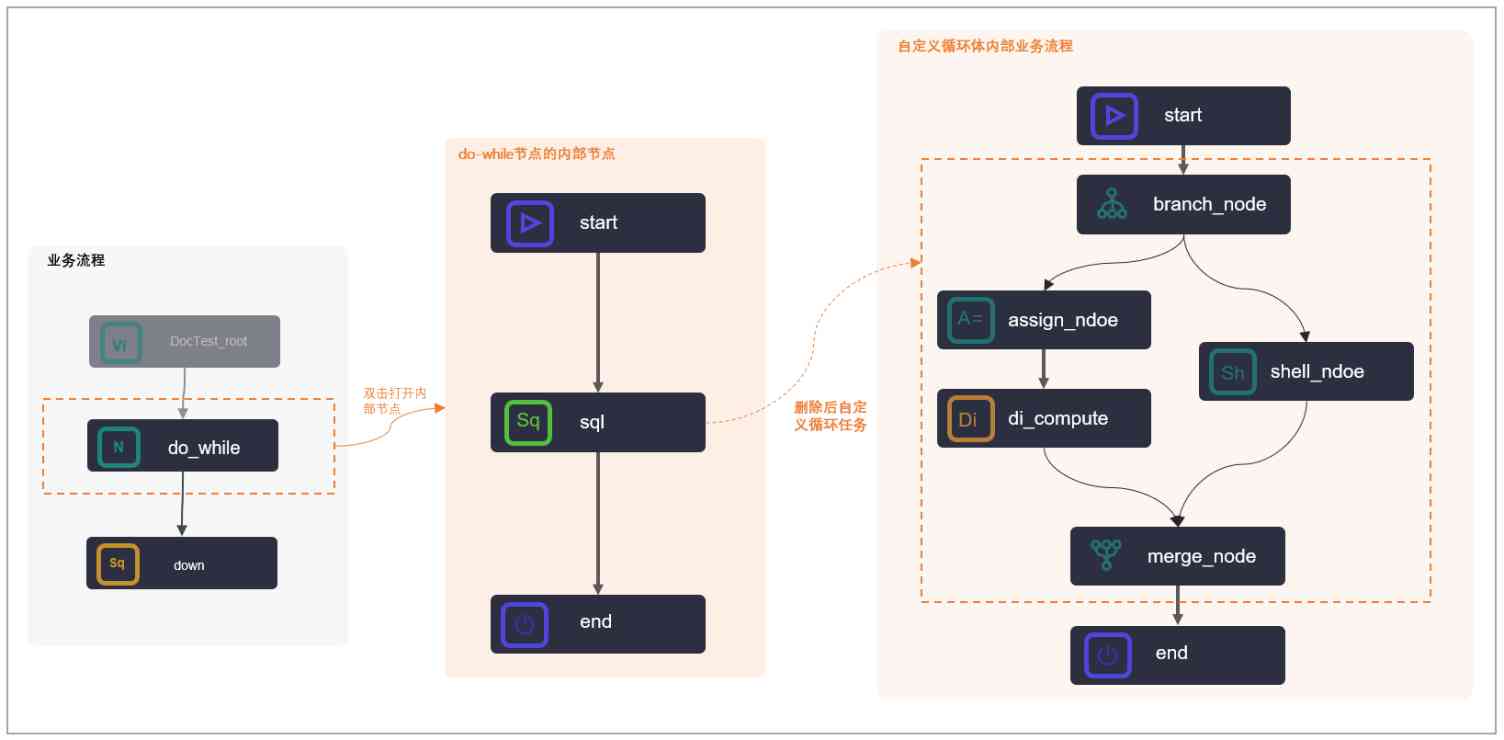 业务流程
Vi
DocTest_root
N
do_while
Sq
down
双击打开内
部节点
do-while节点的内部节点
start
Sq
sql
end
删除后自定
义循环任务
自定义循环体内部业务流程
start
branch_node
A=
assign_ndoe
Sh
shell_ndoe
Di
di_compute
merge_node
end